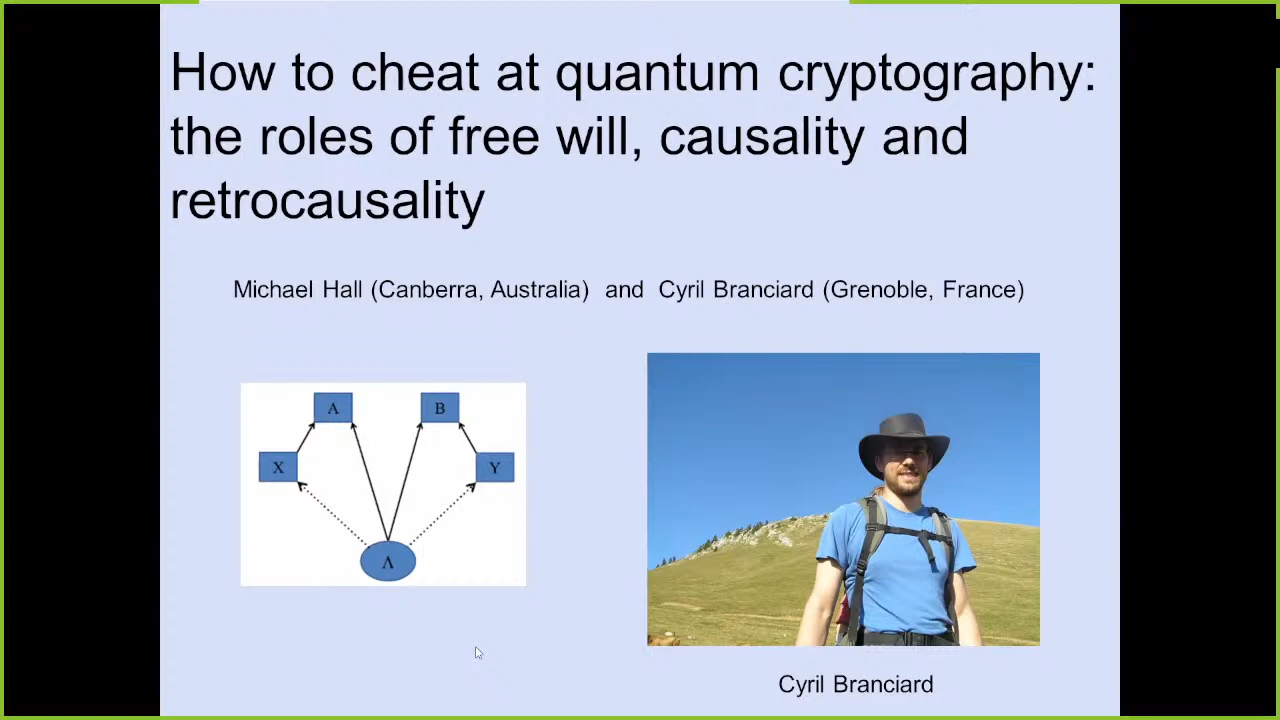 How to cheat at quantum cryptography:
the roles of free will, causality and
retrocausality
Michael Hall (Canberra, Australia) and Cyril Branciard (Grenoble, France)
A B
X Y
Λ
Cyril Branciard